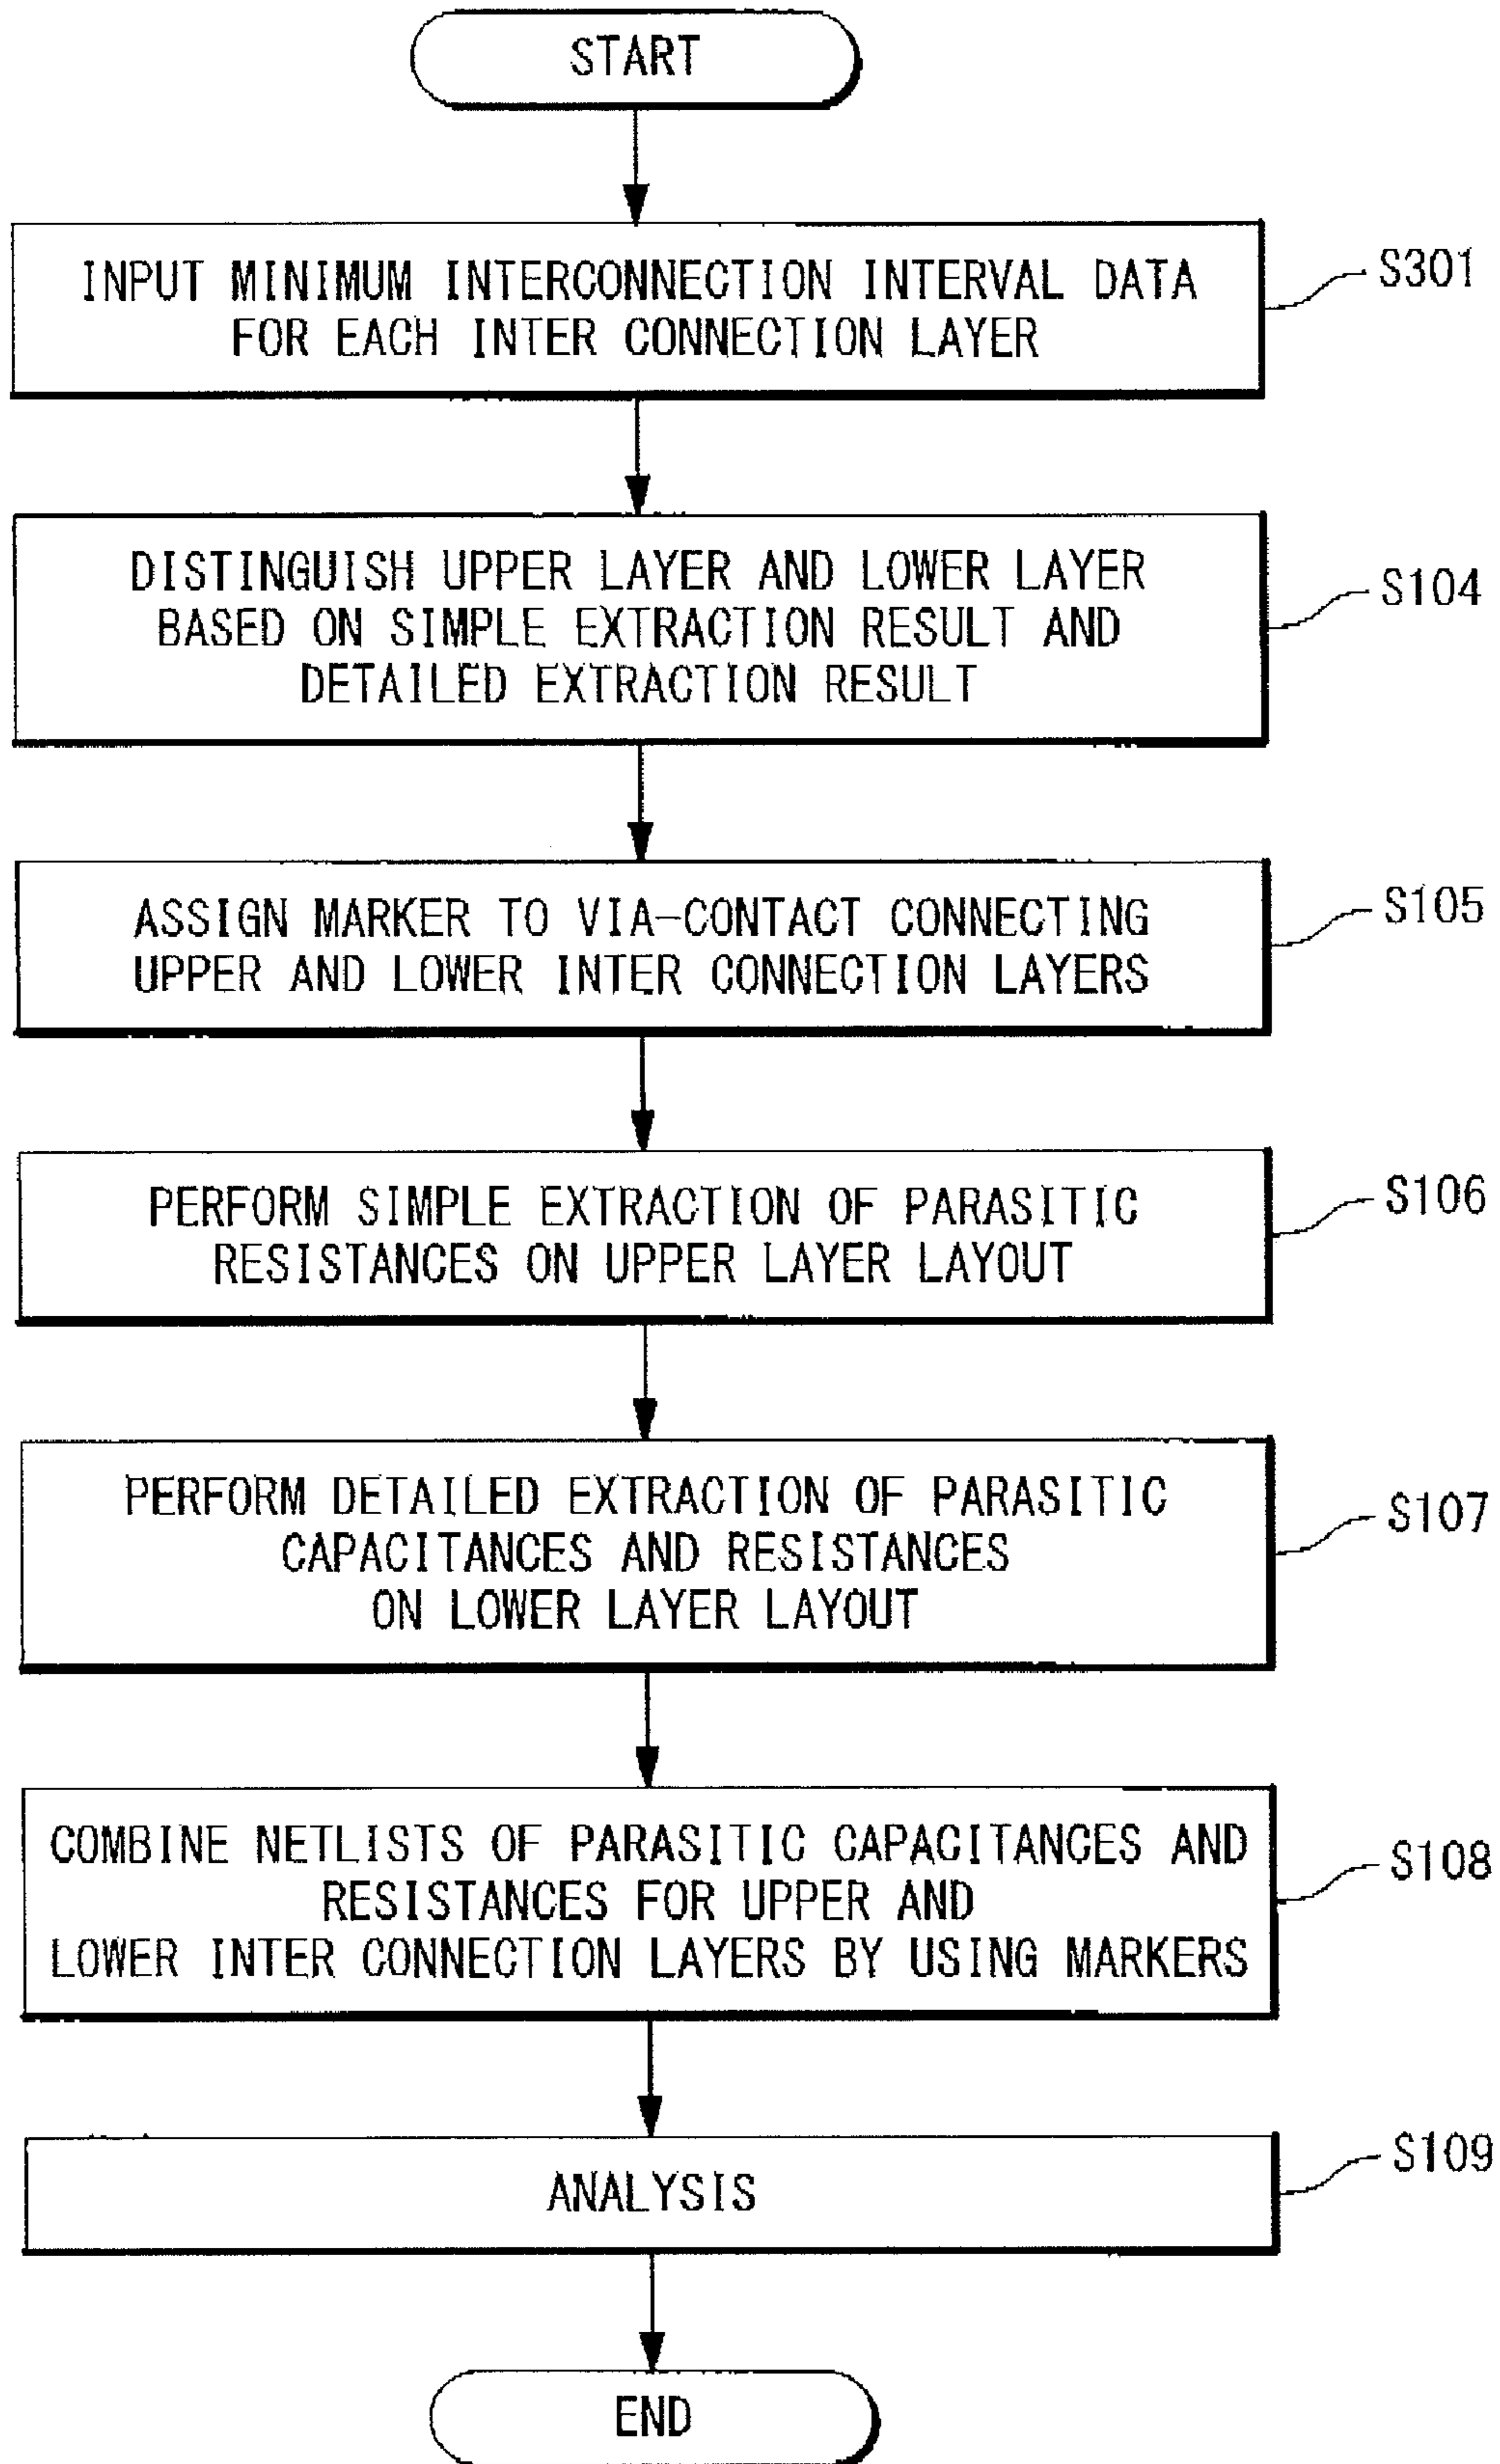 START
INPUT MINIMUM INTERCONNECTION INTERVAL DATA
FOR EACH INTER CONNECTION LAYER
S301
DISTINGUISH UPPER LAYER AND LOWER LAYER
BASED ON SIMPLE EXTRACTION RESULT AND
DETAILED EXTRACTION RESULT
S104
ASSIGN MARKER TO VIA-CONTACT CONNECTING
UPPER AND LOWER INTER CONNECTION LAYERS
S105
PERFORM SIMPLE EXTRACTION OF PARASITIC
RESISTANCES ON UPPER LAYER LAYOUT
S106
PERFORM DETAILED EXTRACTION OF PARASITIC
CAPACITANCES AND RESISTANCES
ON LOWER LAYER LAYOUT
S107
COMBINE NETLISTS OF PARASITIC CAPACITANCES AND
RESISTANCES FOR UPPER AND
LOWER INTER CONNECTION LAYERS BY USING MARKERS
S108
ANALYSIS
S109
END